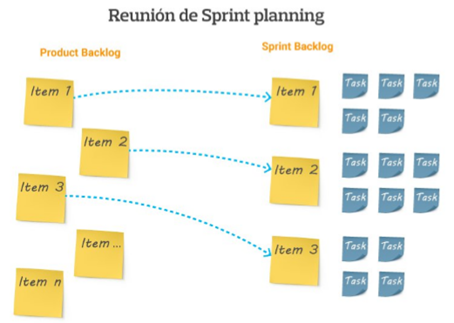 Reunión de Sprint planning
Product Backlog
Sprint Backlog
Item 1
Item 1
Task Task Task
Task Task
Item 2
Item 2
Task Task Task
Task Task Task
Item 3
Item 3
Task Task
Task Task
Item ...
Item n